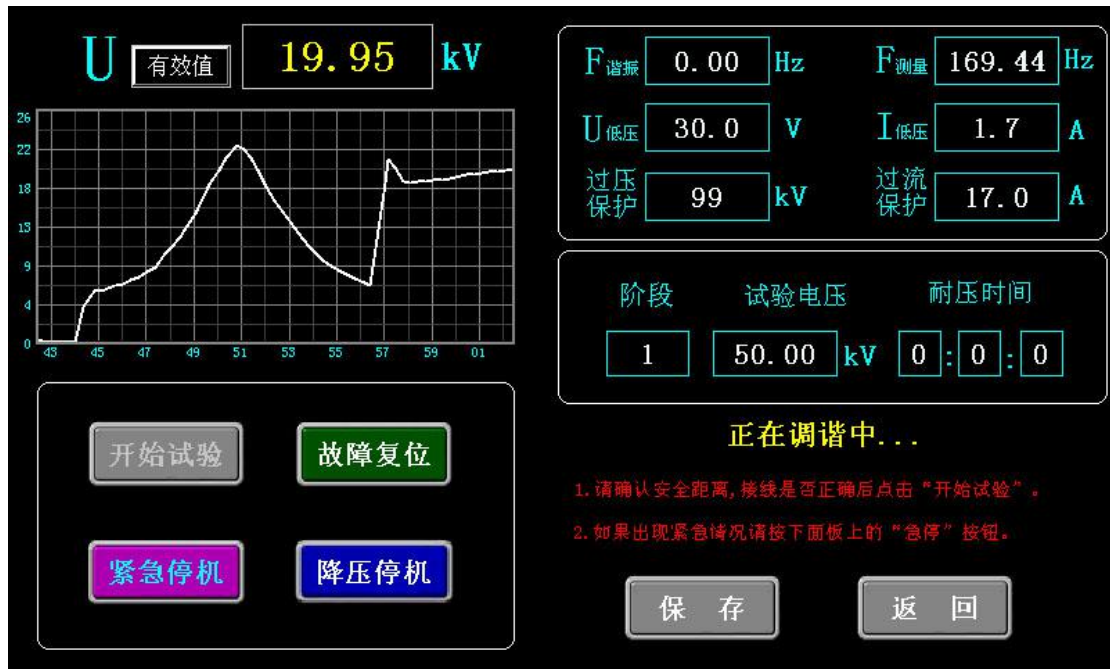 U 有效值 19.95 kV
26
22
18
13
9
4
0
43 45 47 49 51 53 55 57 59 01
F谐振 0.00 Hz F测量 169.44 Hz
U低压 30.0 V I低压 1.7 A
过压保护 99 kV 过流保护 17.0 A
阶段 试验电压 耐压时间
1 50.00 kV 0:0:0
开始试验 故障复位
紧急停机 降压停机
正在调谐中...
1.请确认安全距离,接线是否正确后点击“开始试验”。
2.如果出现紧急情况请按下面板上的“急停”按钮。
保 存 返 回